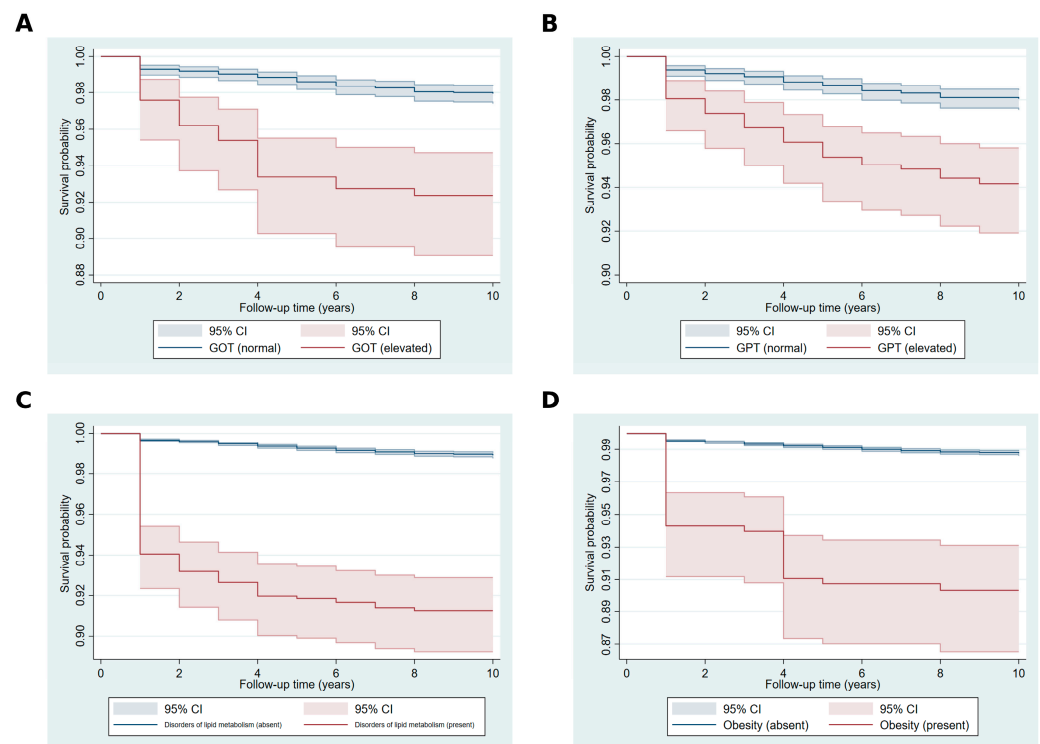 A
B
Survival probability
1.00
0.98
0.96
0.94
0.92
0.90
0.88
0
2
4
6
8
10
Follow-up time (years)
95% CI
95% CI
GOT (normal)
GOT (elevated)
Survival probability
1.00
0.98
0.96
0.94
0.92
0.90
0
2
4
6
8
10
Follow-up time (years)
95% CI
95% CI
GPT (normal)
GPT (elevated)
C
D
Survival probability
1.00
0.98
0.96
0.94
0.92
0.90
0
2
4
6
8
10
Follow-up time (years)
95% CI
95% CI
Disorders of lipid metabolism (absent)
Disorders of lipid metabolism (present)
Survival probability
0.99
0.97
0.95
0.93
0.91
0.89
0.87
0
2
4
6
8
10
Follow-up time (years)
95% CI
95% CI
Obesity (absent)
Obesity (present)